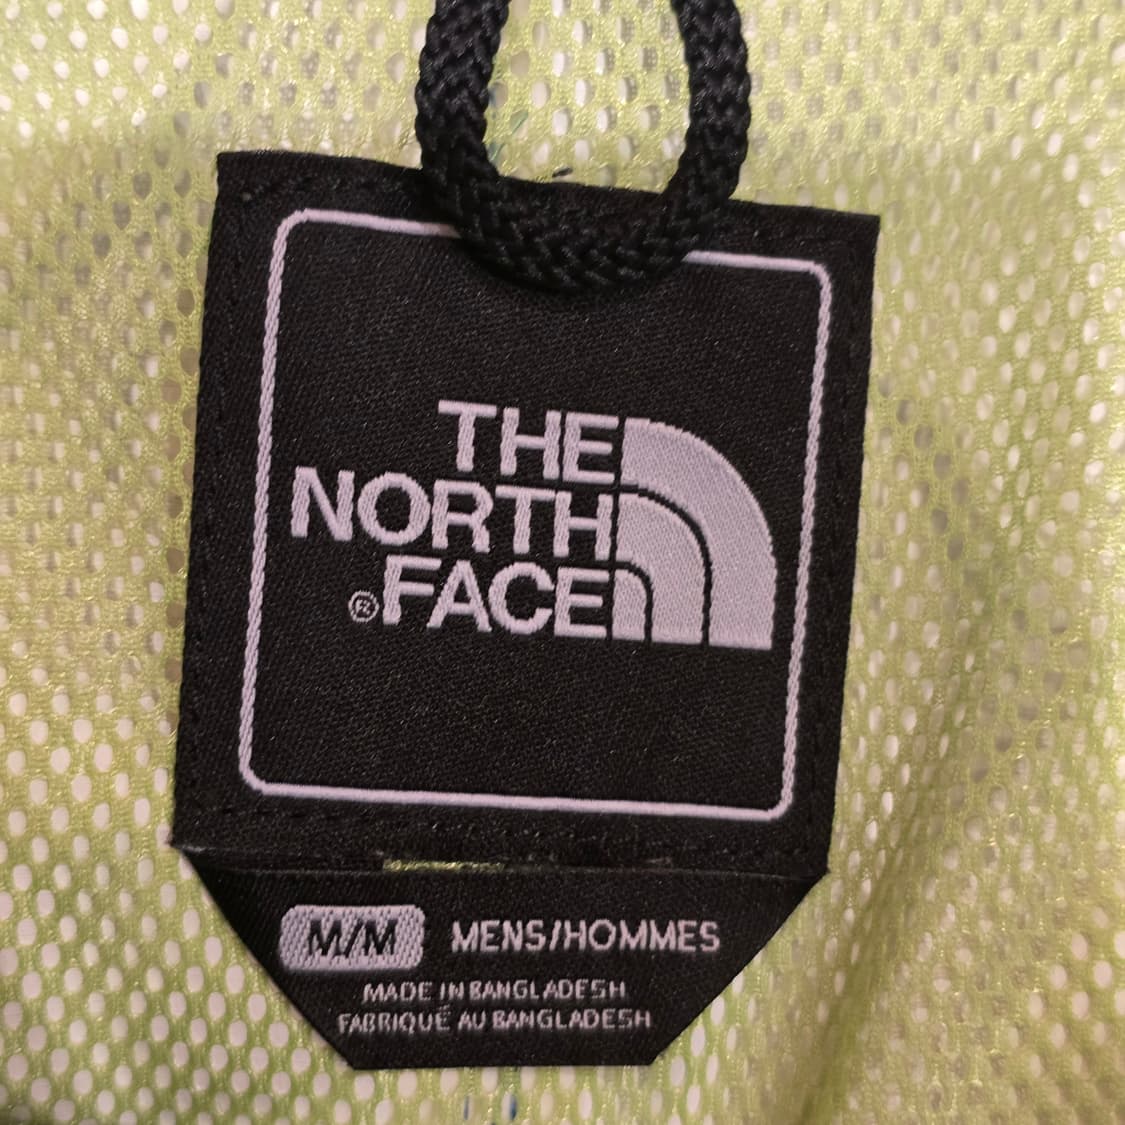 THE
NORTH
®FACE
M/M MENS/HOMMES
MADE IN BANGLADESH
FABRIQUÉ AU BANGLADESH